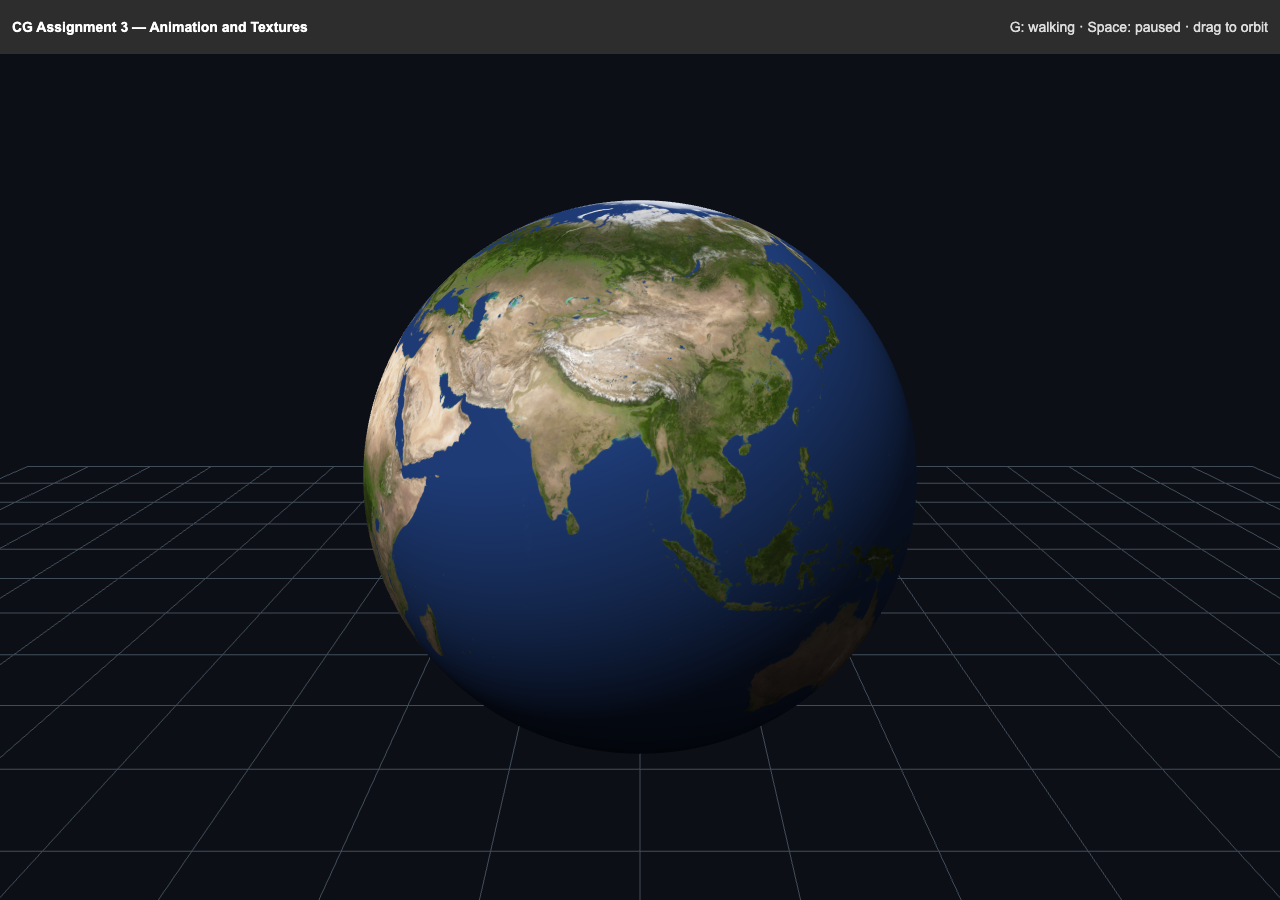 CG Assignment 3 — Animation and Textures
G: walking · Space: paused · drag to orbit